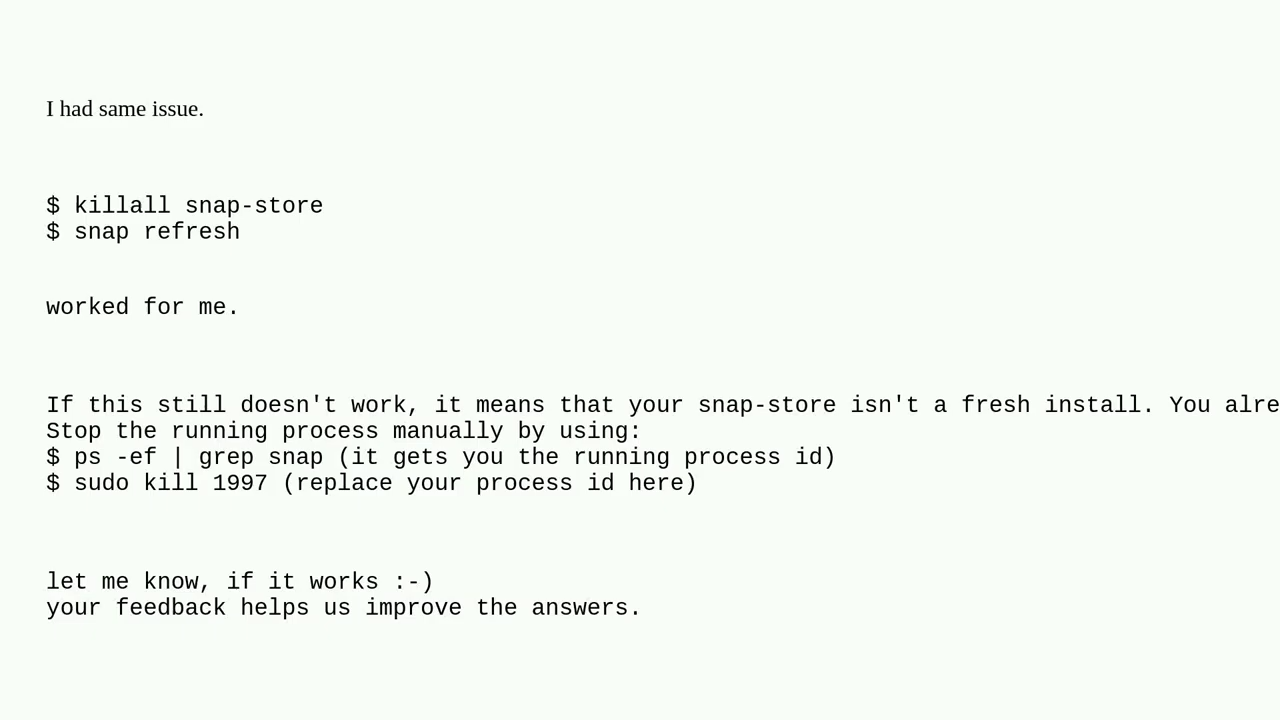 I had same issue.
$ killall snap-store
$ snap refresh
worked for me.
If this still doesn't work, it means that your snap-store isn't a fresh install. You
Stop the running process manually by using:
$ ps -ef | grep snap (it gets you the running process id)
$ sudo kill 1997 (replace your process id here)
let me know, if it works :-)
your feedback helps us improve the answers.